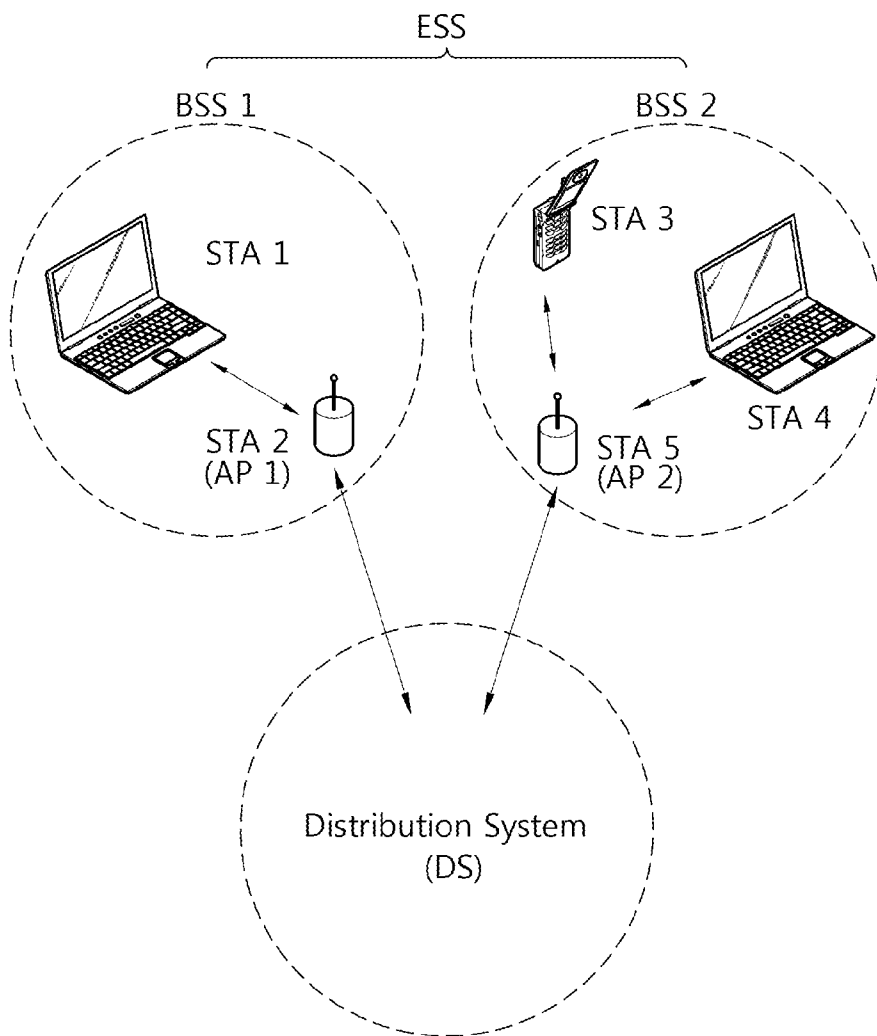 ESS
BSS 1
BSS 2
STA 1
STA 3
STA 2
(AP 1)
STA 5
(AP 2)
STA 4
Distribution System
(DS)